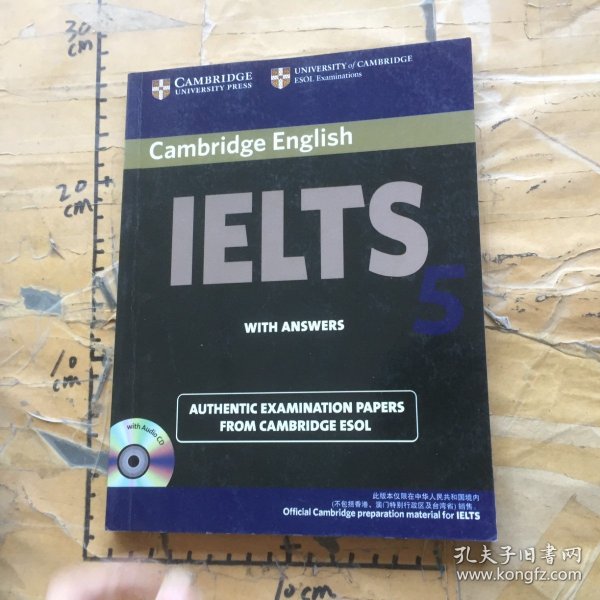 30
cm
CAMBRIDGE
UNIVERSITY PRESS
UNIVERSITY of CAMBRIDGE
ESOL Examinations
Cambridge English
20
cm
IELTS
5
WITH ANSWERS
10
cm
AUTHENTIC EXAMINATION PAPERS
FROM CAMBRIDGE ESOL
with Audio CD
此版本仅限在中华人民共和国境内
(不包括香港、澳门特别行政区及台湾省)销售。
Official Cambridge preparation material for IELTS
10cm
孔夫子旧书网
www.kongfz.com